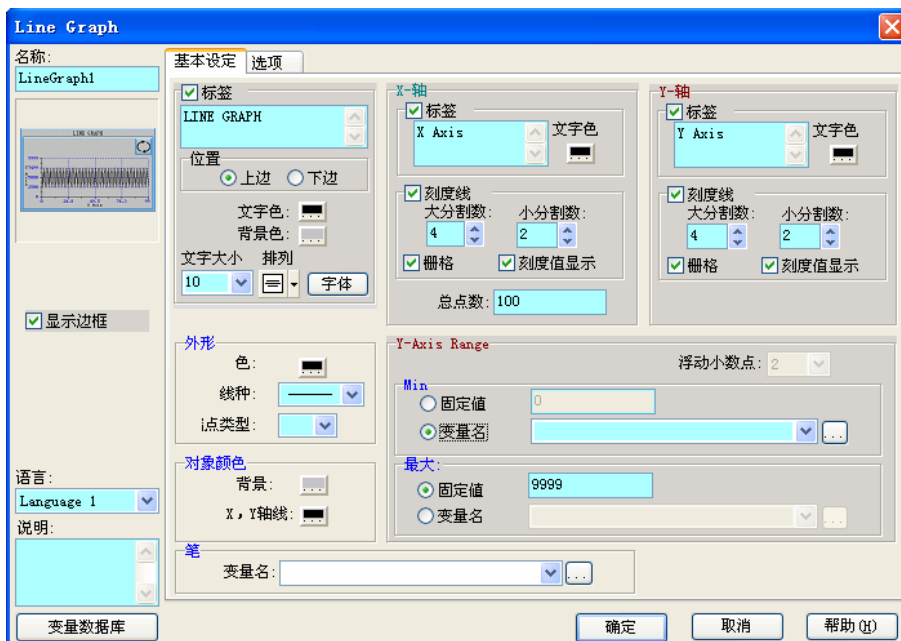 Line Graph
名称:
LineGraph1
LINE GRAPH
显示边框
语言:
Language 1
说明:
变量数据库
基本设定 选项
标签
LINE GRAPH
位置
上边 下边
文字色:
背景色:
文字大小 排列
10 字体
X-轴
标签
X Axis 文字色
刻度线
大分割数: 小分割数:
4 2
栅格 刻度值显示
总点数: 100
Y-轴
标签
Y Axis 文字色
刻度线
大分割数: 小分割数:
4 2
栅格 刻度值显示
外形
色:
线种:
点类型:
对象颜色
背景:
X,Y轴线:
Y-Axis Range
浮动小数点: 2
Min
固定值 0
变量名 ...
最大:
固定值 9999
变量名 ...
笔
变量名: ...
确定 取消 帮助(H)